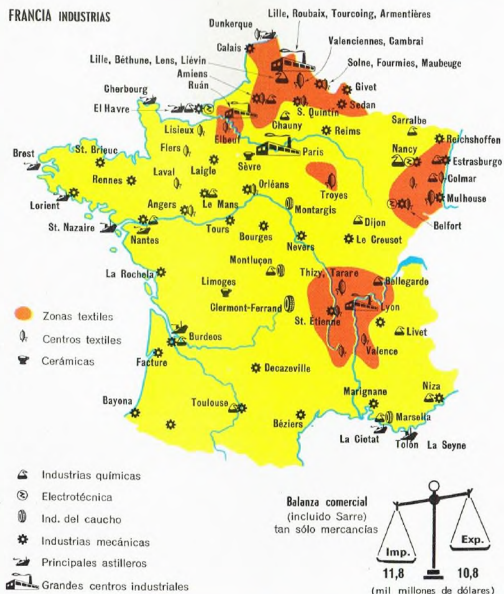 FRANCIA INDUSTRIAS
Lille, Roubaix, Tourcoing, Armentières
Dunkerque
Valenciennes, Cambrai
Calais
Solne, Fourmies, Maubeuge
Lille, Béthune, Lens, Liévin
Amiens
Ruán
Givet
Cherbourg
Sedan
El Havre
S. Quintín
Chauny
Sarralbe
Lisieux
Elbeuf
Reims
Reichshoffen
Nancy
Flers
Paris
Estrasburgo
St. Brieuc
Sèvre
Brest
Laval
Laigle
Colmar
Rennes
Orléans
Troyes
Mulhouse
Lorient
Angers
Le Mans
Montargis
Dijon
Belfort
St. Nazaire
Tours
Nantes
Bourges
Nevers
Le Creusot
Montluçon
Thizy, Tarare
La Rochela
Bellegarde
Limoges
Clermont-Ferrand
Lyon
Zonas textiles
St. Étienne
Livet
Centros textiles
Burdeos
Valence
Cerámicas
Facture
Decazeville
Marignane
Niza
Bayona
Toulouse
Béziers
Marsella
La Ciotat
Tolón
La Seyne
Industrias químicas
Electrotécnica
Ind. del caucho
Industrias mecánicas
Principales astilleros
Grandes centros industriales
Balanza comercial
(incluido Sarre)
tan sólo mercancías
Imp.
Exp.
11,8
10,8
(mil millones de dólares)